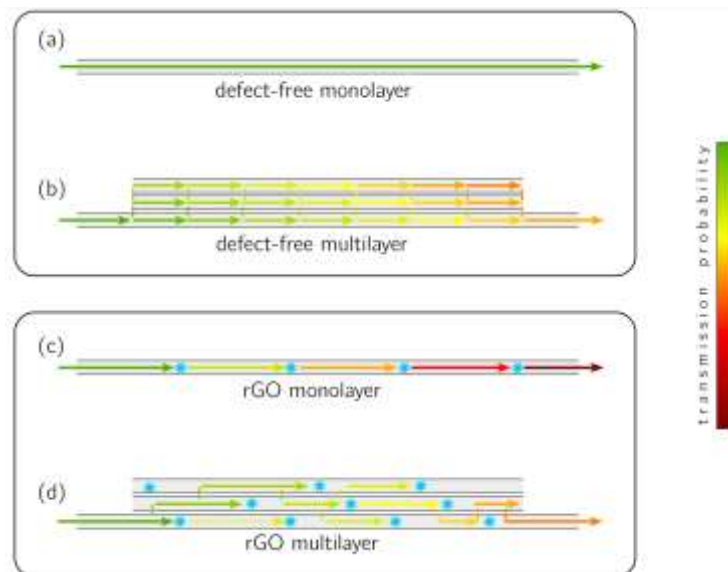 (a)
defect-free monolayer
(b)
defect-free multilayer
(c)
rGO monolayer
(d)
rGO multilayer
transmission probability